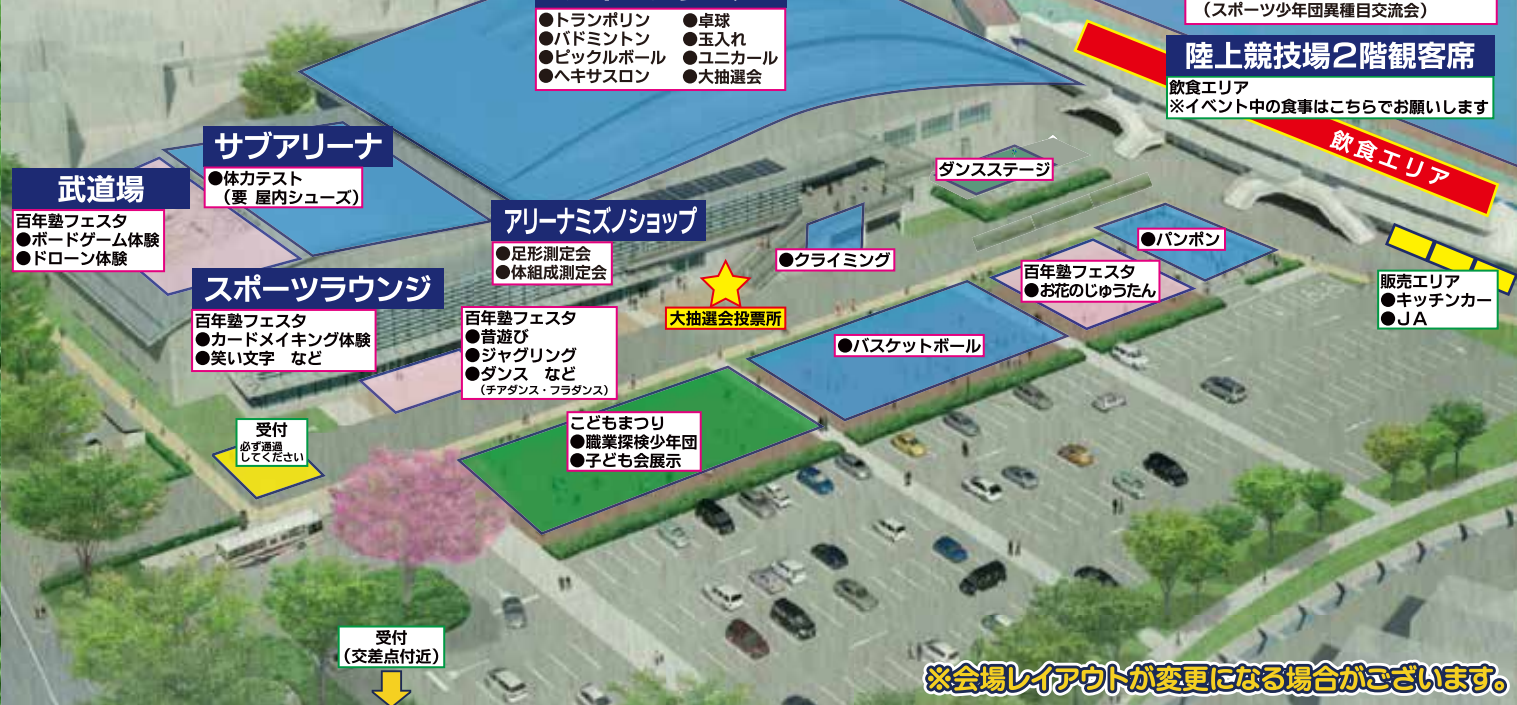 ●トランポリン
●バドミントン
●ピックルボール
●ヘキサスロン
●卓球
●玉入れ
●ユニカール
●大抽選会
（スポーツ少年団異種目交流会）
陸上競技場2階観客席
飲食エリア
※イベント中の食事はこちらでお願いします
飲食エリア
サブアリーナ
●体力テスト
（要 屋内シューズ）
武道場
百年塾フェスタ
●ボードゲーム体験
●ドローン体験
ダンスステージ
アリーナミズノショップ
●足形測定会
●体組成測定会
●クライミング
●パンポン
百年塾フェスタ
●お花のじゅうたん
販売エリア
●キッチンカー
●ＪＡ
スポーツラウンジ
百年塾フェスタ
●カードメイキング体験
●笑い文字　など
百年塾フェスタ
●昔遊び
●ジャグリング
●ダンス　など
（チアダンス・フラダンス）
大抽選会投票所
●バスケットボール
こどもまつり
●職業探検少年団
●子ども会展示
受付
必ず通過
してください
受付
（交差点付近）
※会場レイアウトが変更になる場合がございます。